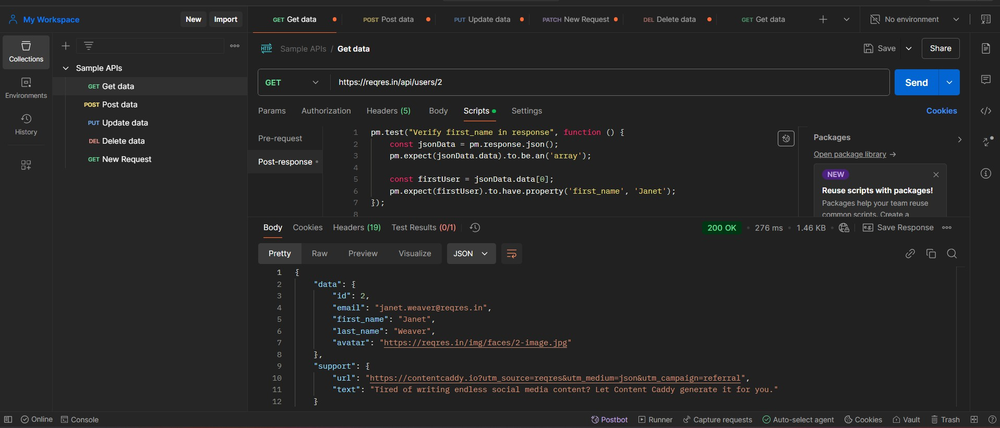 My Workspace
New
Import
GET Get data
POST Post data
PUT Update data
PATCH New Request
DEL Delete data
GET Get data
No environment
Collections
Environments
History
Sample APIs
GET Get data
POST Post data
PUT Update data
DEL Delete data
GET New Request
HTTP
Sample APIs / Get data
Save
Share
GET
https://reqres.in/api/users/2
Send
Params
Authorization
Headers (5)
Body
Scripts
Settings
Cookies
Pre-request
Post-response
1 pm.test("Verify first_name in response", function () {
2 const jsonData = pm.response.json();
3 pm.expect(jsonData.data).to.be.an('array');
4
5 const firstUser = jsonData.data[0];
6 pm.expect(firstUser).to.have.property('first_name', 'Janet');
7 });
8
Packages
Open package library →
NEW
Reuse scripts with packages!
Packages help your team reuse
common scripts. Create a
Body
Cookies
Headers (19)
Test Results (0/1)
200 OK
276 ms
1.46 KB
e.g.
Save Response
Pretty
Raw
Preview
Visualize
JSON
1 {
2 "data": {
3 "id": 2,
4 "email": "janet.weaver@reqres.in",
5 "first_name": "Janet",
6 "last_name": "Weaver",
7 "avatar": "https://reqres.in/img/faces/2-image.jpg"
8 },
9 "support": {
10 "url": "https://contentcaddy.io?utm_source=reqres&utm_medium=json&utm_campaign=referral",
11 "text": "Tired of writing endless social media content? Let Content Caddy generate it for you."
12 }
Online
Console
Postbot
Runner
Capture requests
Auto-select agent
Cookies
Vault
Trash